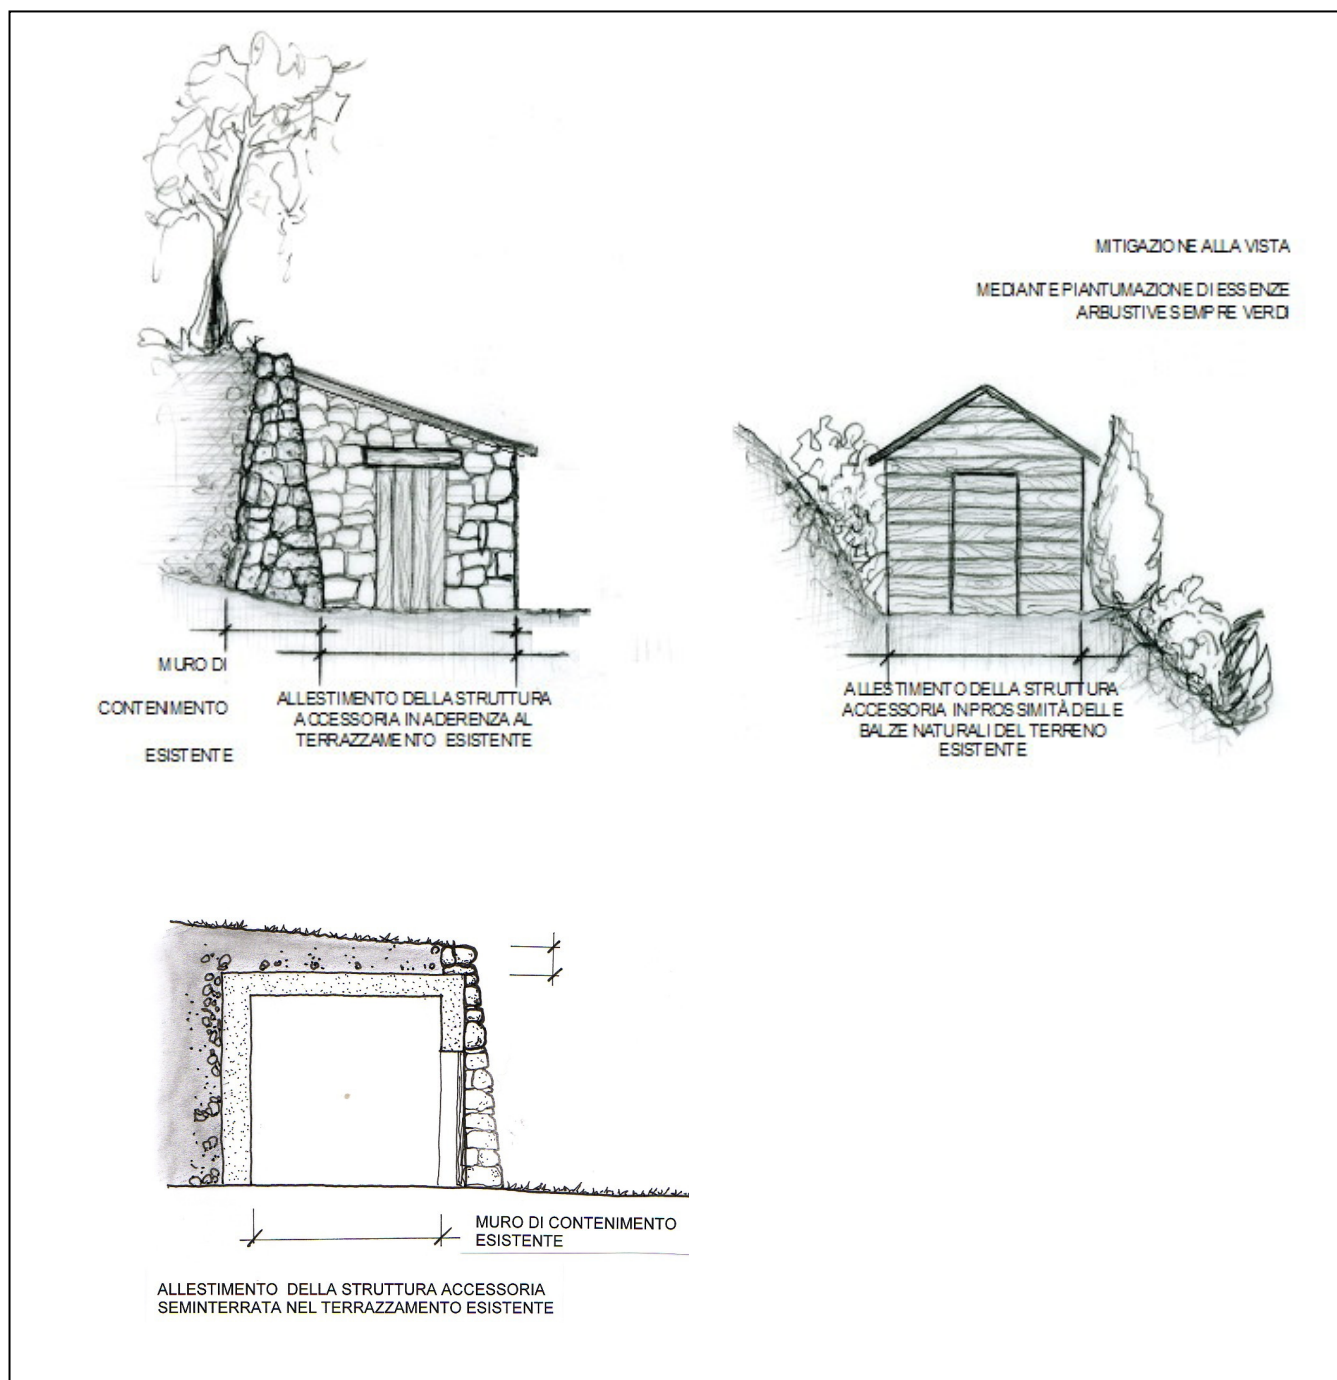 MITIGAZIONE ALLA VISTA
MEDIANTE PIANTUMAZIONE DI ESSENZE
ARBUSTIVE SEMPRE VERDI
MURO DI
CONTENIMENTO
ESISTENTE
ALLESTIMENTO DELLA STRUTTURA
ACCESSORIA IN ADERENZA AL
TERRAZZAMENTO ESISTENTE
ALLESTIMENTO DELLA STRUTTURA
ACCESSORIA IN PROSSIMITÀ DELLE
BALZE NATURALI DEL TERRENO
ESISTENTE
MURO DI CONTENIMENTO
ESISTENTE
ALLESTIMENTO DELLA STRUTTURA ACCESSORIA
SEMINTERRATA NEL TERRAZZAMENTO ESISTENTE